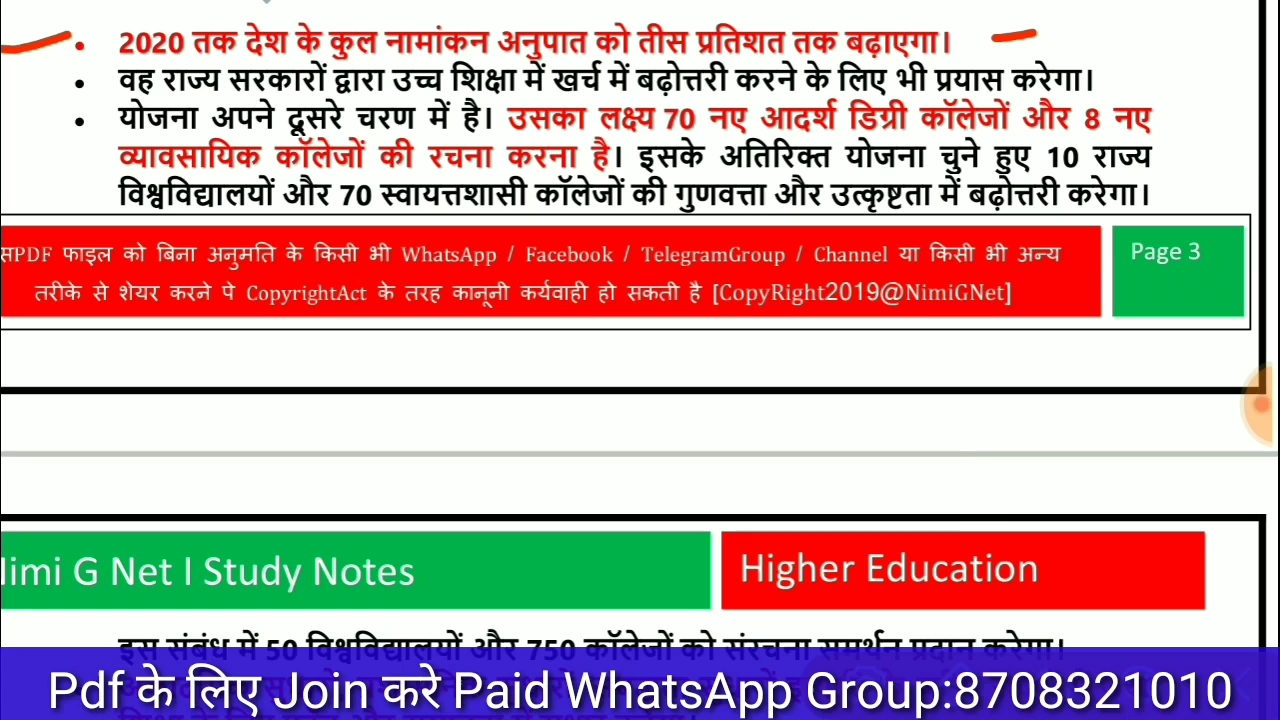 2020 तक देश के कुल नामांकन अनुपात को तीस प्रतिशत तक बढ़ाएगा।
वह राज्य सरकारों द्वारा उच्च शिक्षा में खर्च में बढ़ोत्तरी करने के लिए भी प्रयास करेगा।
योजना अपने दूसरे चरण में है। उसका लक्ष्य 70 नए आदर्श डिग्री कॉलेजों और 8 नए
व्यावसायिक कॉलेजों की रचना करना है। इसके अतिरिक्त योजना चुने हुए 10 राज्य
विश्वविद्यालयों और 70 स्वायत्तशासी कॉलेजों की गुणवत्ता और उत्कृष्टता में बढ़ोत्तरी करेगा।
सPDF फाइल को बिना अनुमति के किसी भी WhatsApp / Facebook / TelegramGroup / Channel या किसी भी अन्य
तरीके से शेयर करने पे CopyrightAct के तरह कानूनी कर्यवाही हो सकती है [CopyRight2019@NimiGNet]
Page 3
imi G Net I Study Notes
Higher Education
इस संबंध में 50 विश्वविद्यालयों और 750 कॉलेजों को संरचना समर्थन प्रदान करेगा।
Pdf के लिए Join करे Paid WhatsApp Group:8708321010